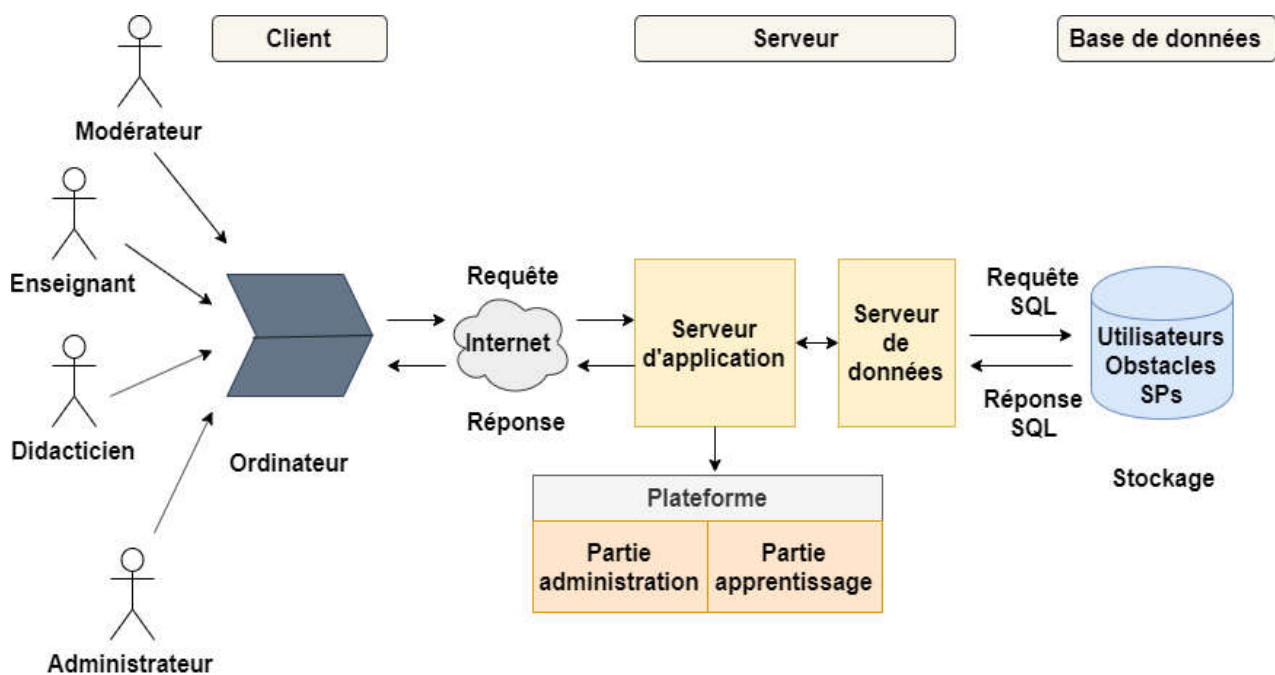 Client
Serveur
Base de données
Modérateur
Enseignant
Didacticien
Administrateur
Ordinateur
Requête
Internet
Réponse
Serveur
d'application
Serveur
de
données
Requête
SQL
Réponse
SQL
Utilisateurs
Obstacles
SPs
Stockage
Plateforme
Partie
administration
Partie
apprentissage